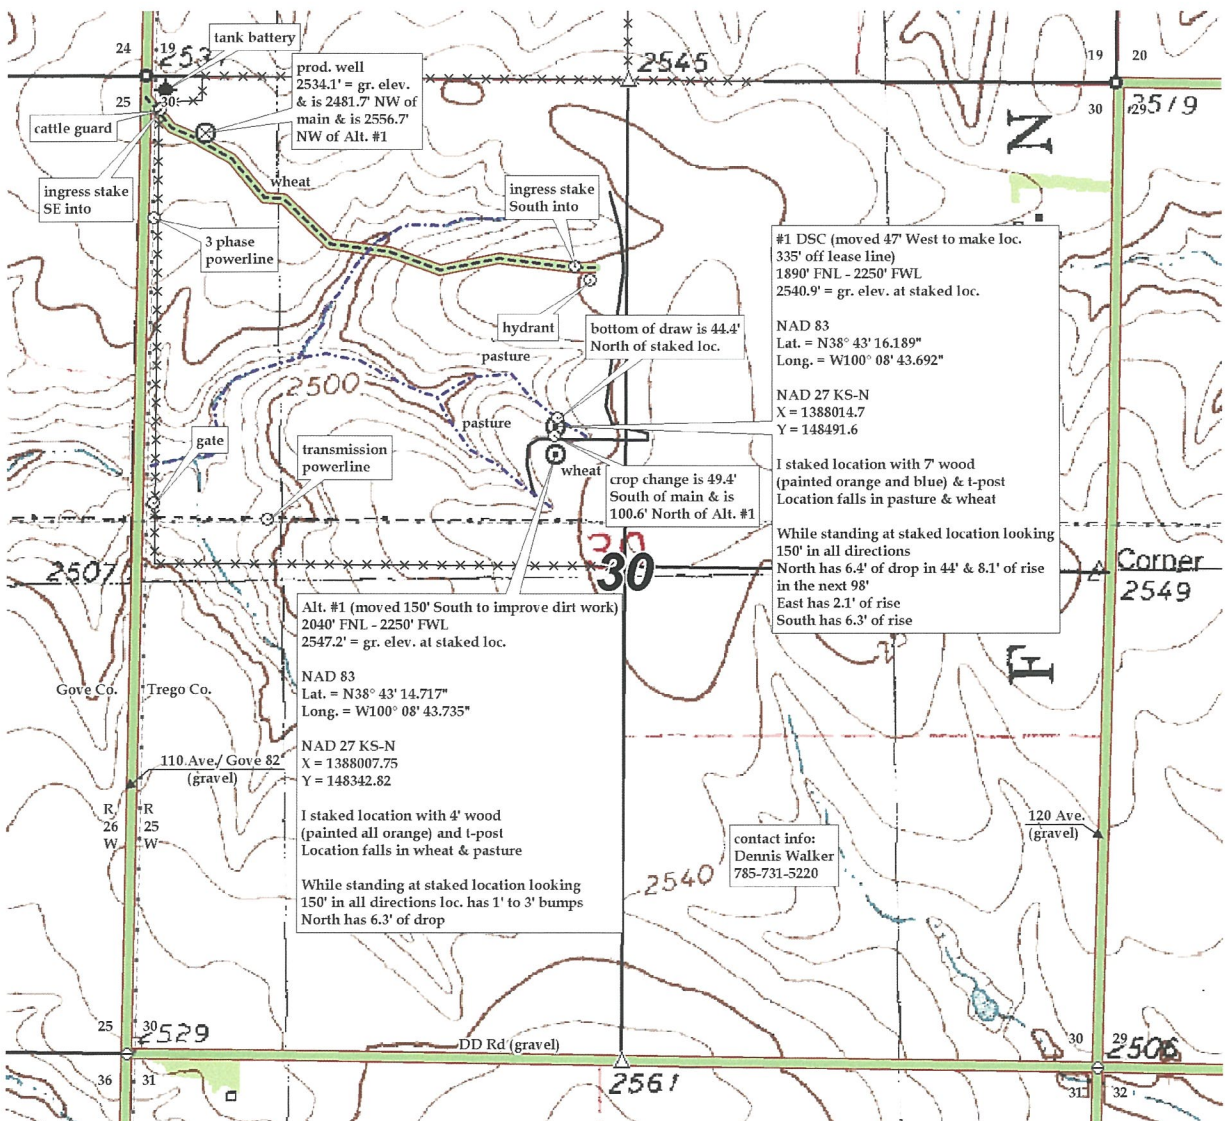 24
19
253
tank battery
2545
19
20
prod. well
2534.1' = gr. elev.
& is 2481.7' NW of
main & is 2556.7'
NW of Alt. #1
25
30
cattle guard
30
29
2519
N
ingress stake
SE into
wheat
ingress stake
South into
3 phase
powerline
#1 DSC (moved 47' West to make loc.
335' off lease line)
1890' FNL - 2250' FWL
2540.9' = gr. elev. at staked loc.
NAD 83
Lat. = N38° 43' 16.189"
Long. = W100° 08' 43.692"
NAD 27 KS-N
X = 1388014.7
Y = 148491.6
I staked location with 7' wood
(painted orange and blue) & t-post
Location falls in pasture & wheat
While standing at staked location looking
150' in all directions
North has 6.4' of drop in 44' & 8.1' of rise
in the next 98'
East has 2.1' of rise
South has 6.3' of rise
hydrant
bottom of draw is 44.4'
North of staked loc.
pasture
2500
pasture
gate
transmission
powerline
wheat
crop change is 49.4'
South of main & is
100.6' North of Alt. #1
30
30
2507
Corner
2549
Alt. #1 (moved 150' South to improve dirt work)
2040' FNL - 2250' FWL
2547.2' = gr. elev. at staked loc.
NAD 83
Lat. = N38° 43' 14.717"
Long. = W100° 08' 43.735"
NAD 27 KS-N
X = 1388007.75
Y = 148342.82
I staked location with 4' wood
(painted all orange) and t-post
Location falls in wheat & pasture
While standing at staked location looking
150' in all directions loc. has 1' to 3' bumps
North has 6.3' of drop
Gove Co.
Trego Co.
110 Ave./ Gove 82
(gravel)
R
26
W
R
25
W
120 Ave.
(gravel)
contact info:
Dennis Walker
785-731-5220
2540
25
30
2529
DD Rd (gravel)
2561
30
29
2506
36
31
31
32